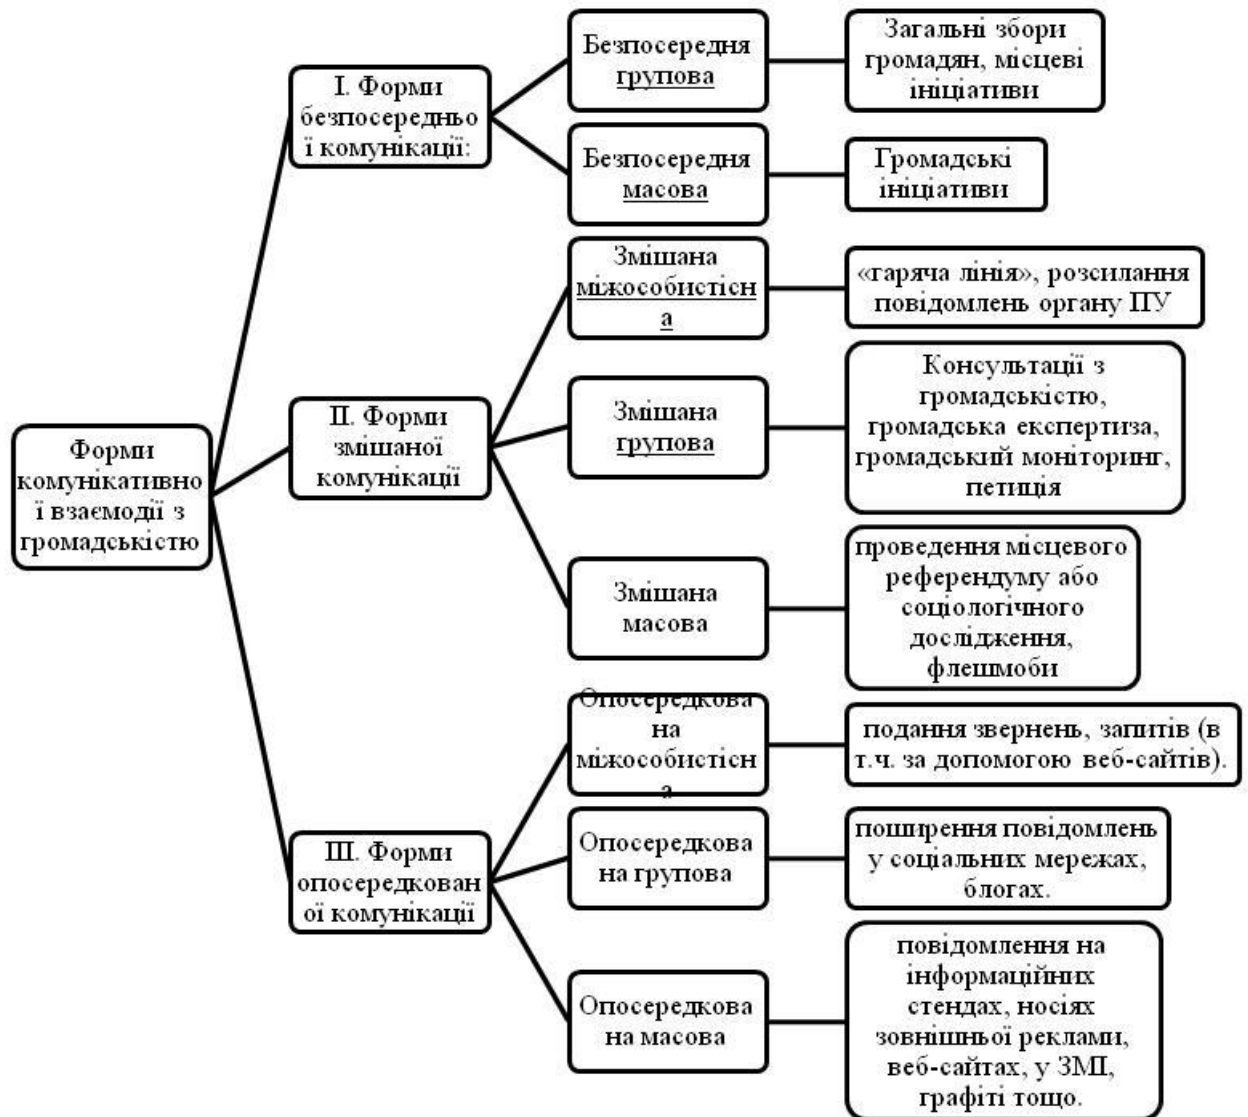 Форми
комунікативно
ї взаємодії з
громадськістю
І. Форми
безпосередньо
ї комунікації:
Безпосередня
групова
Загальні збори
громадян, місцеві
ініціативи
Безпосередня
масова
Громадські
ініціативи
ІІ. Форми
змішаної
комунікації
Змішана
міжособистісн
а
«гаряча лінія», розсилання
повідомлень органу ПУ
Змішана
групова
Консультації з
громадськістю,
громадська експертиза,
громадський моніторинг,
петиція
Змішана
масова
проведення місцевого
референдуму або
соціологічного
дослідження,
флешмоби
ІІІ. Форми
опосередкован
ої комунікації
Опосередкова
на
міжособистісн
а
подання звернень, запитів (в
т.ч. за допомогою веб-сайтів).
Опосередкова
на групова
поширення повідомлень
у соціальних мережах,
блогах.
Опосередкова
на масова
повідомлення на
інформаційних
стендах, носіях
зовнішньої реклами,
веб-сайтах, у ЗМІ,
графіті тощо.